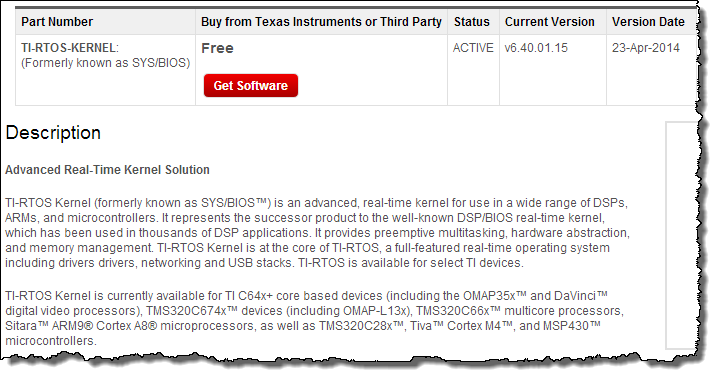 Part Number Buy from Texas Instruments or Third Party Status Current Version Version Date
TI-RTOS-KERNEL: Free ACTIVE v6.40.01.15 23-Apr-2014
(Formerly known as SYS/BIOS)
Get Software
Description
Advanced Real-Time Kernel Solution
TI-RTOS Kernel (formerly known as SYS/BIOS™) is an advanced, real-time kernel for use in a wide range of DSPs,
ARMs, and microcontrollers. It represents the successor product to the well-known DSP/BIOS real-time kernel,
which has been used in thousands of DSP applications. It provides preemptive multitasking, hardware abstraction,
and memory management. TI-RTOS Kernel is at the core of TI-RTOS, a full-featured real-time operating system
including drivers drivers, networking and USB stacks. TI-RTOS is available for select TI devices.
TI-RTOS Kernel is currently available for TI C64x+ core based devices (including the OMAP35x™ and DaVinci™
digital video processors), TMS320C674x™ devices (including OMAP-L13x), TMS320C66x™ multicore processors,
Sitara™ ARM9® Cortex A8® microprocessors, as well as TMS320C28x™, Tiva™ Cortex M4™, and MSP430™
microcontrollers.